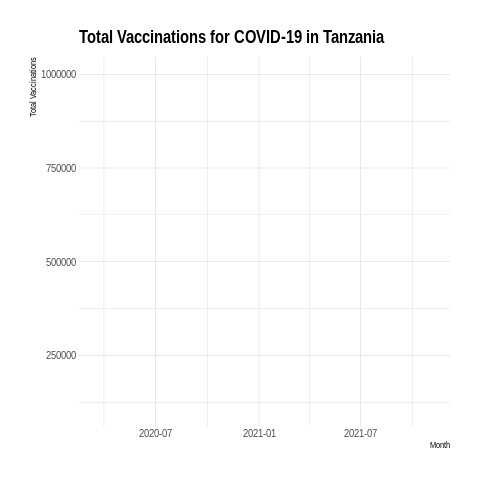 Total Vaccinations for COVID-19 in Tanzania
Total Vaccinations
1000000
750000
500000
250000
2020-07
2021-01
2021-07
Month